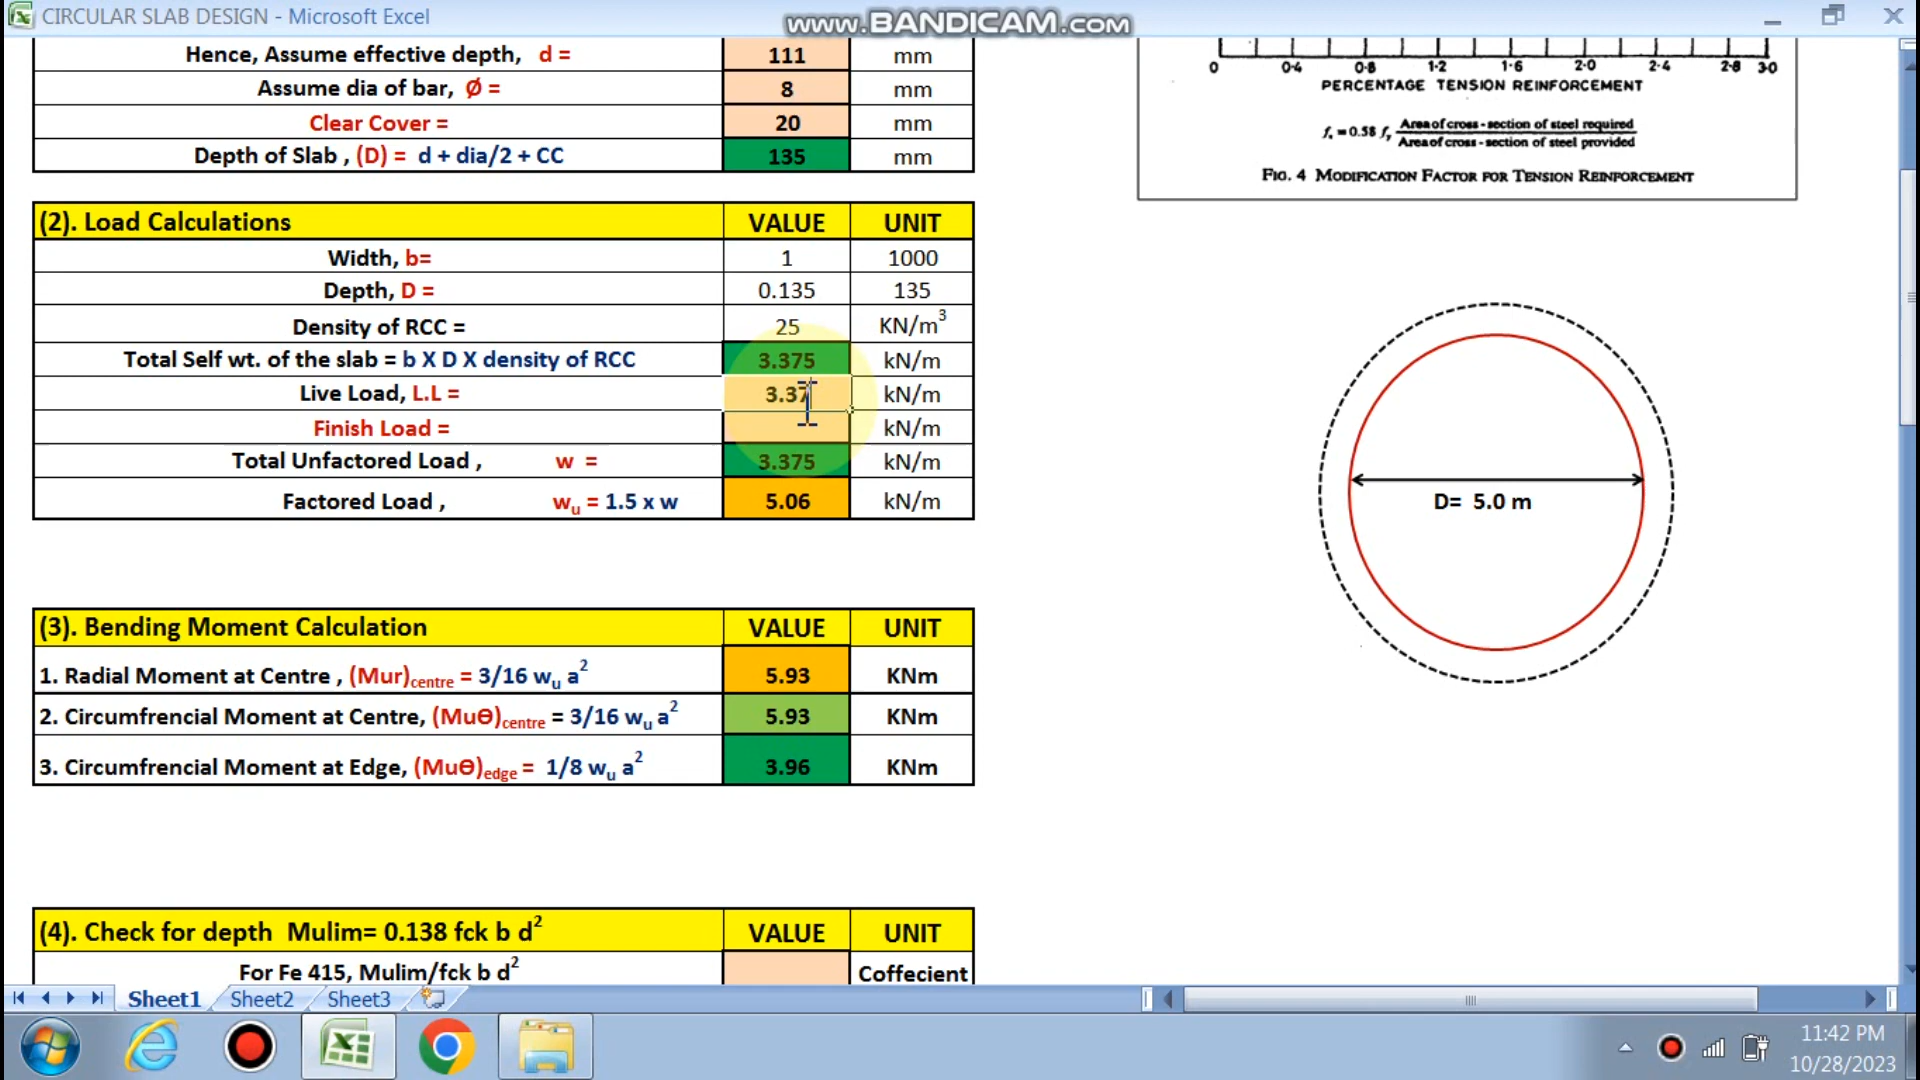 CIRCULAR SLAB DESIGN - Microsoft Excel
www.BANDICAM.com
Hence, Assume effective depth, d = 111 mm
Assume dia of bar, Ø = 8 mm
Clear Cover = 20 mm
Depth of Slab , (D) = d + dia/2 + CC 135 mm
0 0·4 0·8 1·2 1·6 2·0 2·4 2·8 3·0
PERCENTAGE TENSION REINFORCEMENT
fs = 0.58 fy Area of cross-section of steel required
Area of cross-section of steel provided
FIG. 4 MODIFICATION FACTOR FOR TENSION REINFORCEMENT
(2). Load Calculations VALUE UNIT
Width, b= 1 1000
Depth, D = 0.135 135
Density of RCC = 25 KN/m3
Total Self wt. of the slab = b X D X density of RCC 3.375 kN/m
Live Load, L.L = 3.37 kN/m
Finish Load = kN/m
Total Unfactored Load , w = 3.375 kN/m
Factored Load , wu = 1.5 x w 5.06 kN/m
D= 5.0 m
(3). Bending Moment Calculation VALUE UNIT
1. Radial Moment at Centre , (Mur)centre = 3/16 wu a2 5.93 KNm
2. Circumfrencial Moment at Centre, (MuӨ)centre = 3/16 wu a2 5.93 KNm
3. Circumfrencial Moment at Edge, (MuӨ)edge = 1/8 wu a2 3.96 KNm
(4). Check for depth Mulim= 0.138 fck b d2 VALUE UNIT
For Fe 415, Mulim/fck b d2 Coffecient
Sheet1 Sheet2 Sheet3
11:42 PM
10/28/2023